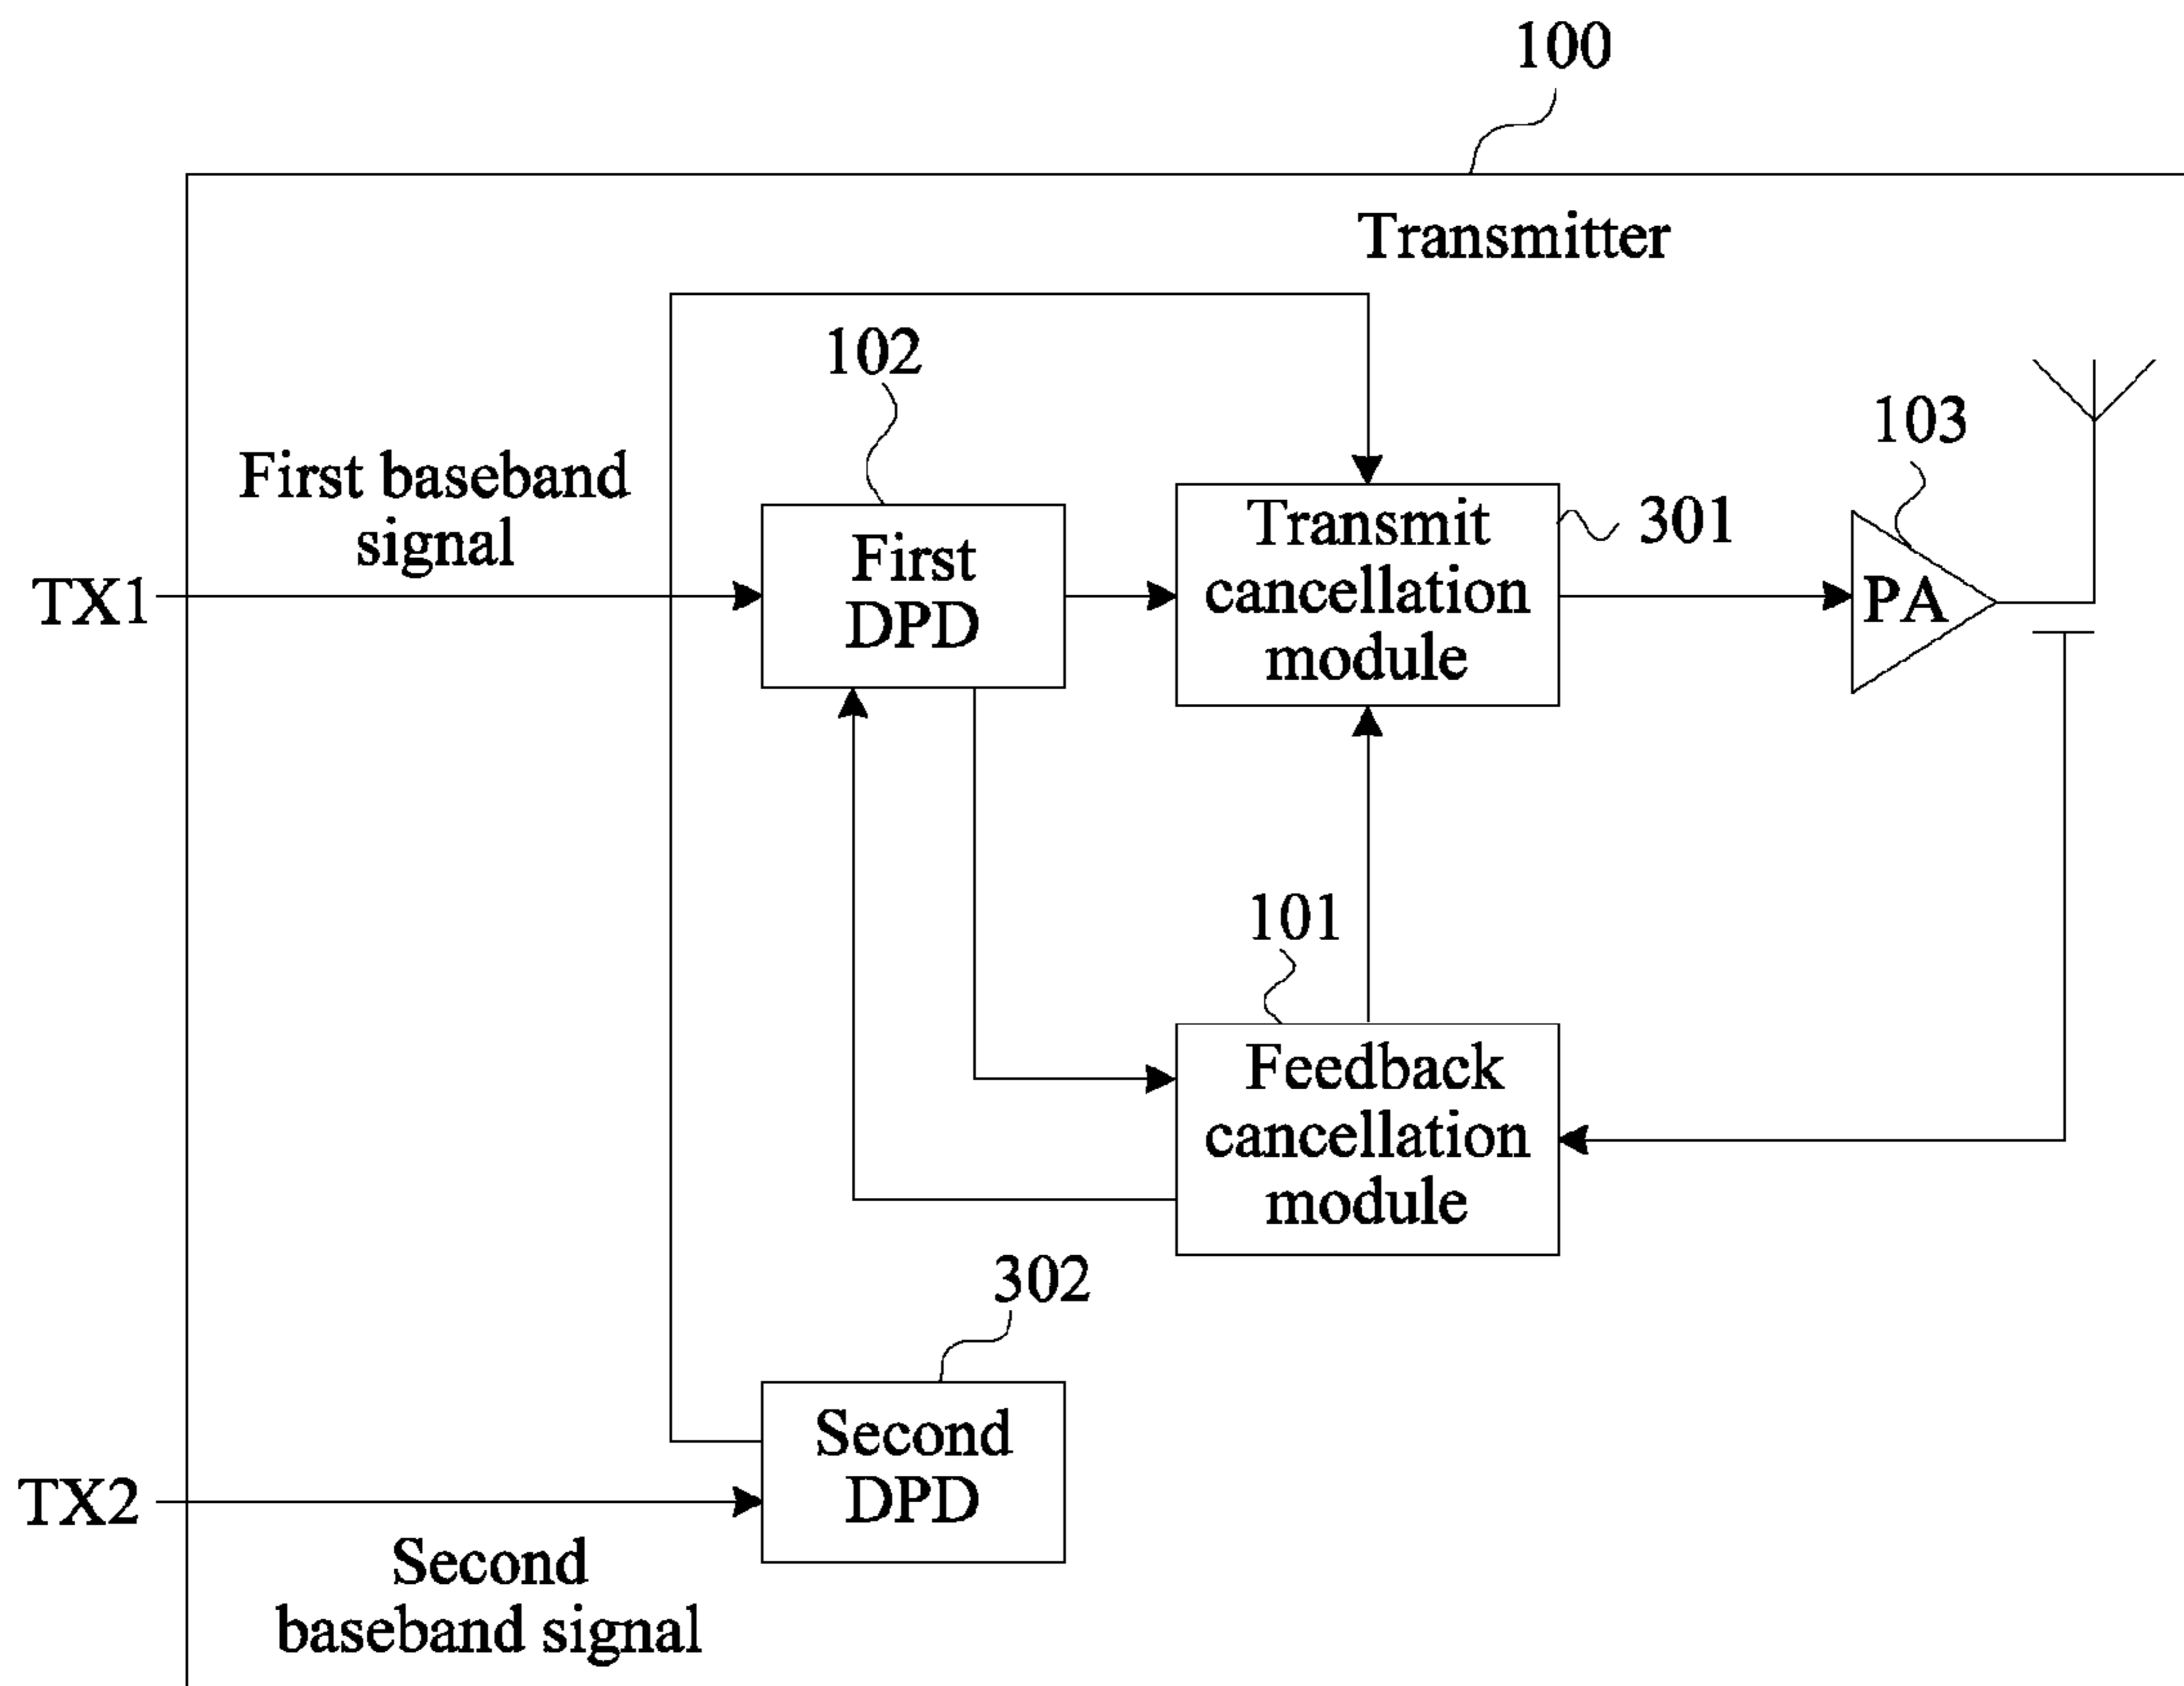 100
Transmitter
102
103
First baseband
signal
301
TX1
First
DPD
Transmit
cancellation
module
PA
101
Feedback
cancellation
module
302
Second
DPD
TX2
Second
baseband signal